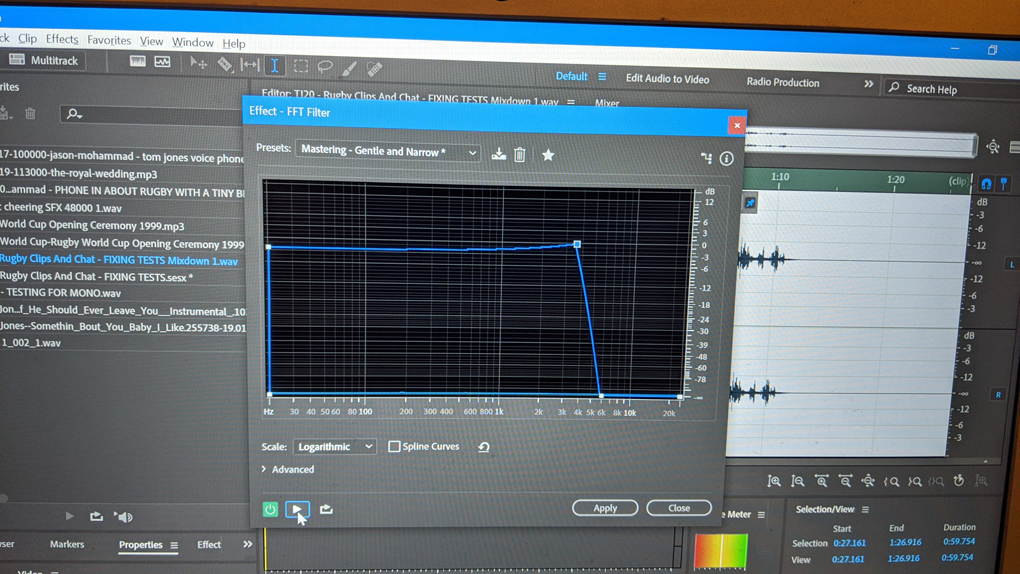 ck Clip Effects Favorites View Window Help
Multitrack
Default
Edit Audio to Video
Radio Production
Search Help
rites
Editor: TJ20 - Rugby Clips And Chat - FIXING TESTS Mixdown 1.wav
Mixer
Effect - FFT Filter
Presets: Mastering - Gentle and Narrow *
17-100000-jason-mohammad - tom jones voice phone
19-113000-the-royal-wedding.mp3
0..ammad - PHONE IN ABOUT RUGBY WITH A TINY B
t cheering SFX 48000 1.wav
World Cup Opening Ceremony 1999.mp3
World Cup-Rugby World Cup Opening Ceremony 1999
Rugby Clips And Chat - FIXING TESTS Mixdown 1.wav
Rugby Clips And Chat - FIXING TESTS.sesx *
- TESTING FOR MONO.wav
Jon..f_He_Should_Ever_Leave_You__Instrumental_.10
Jones--Somethin_Bout_You_Baby_I_Like.255738-19.01
1_002_1.wav
dB
12
6
3
0
-3
-6
-12
-18
-24
-30
-39
-48
-60
-78
-∞
Hz 30 40 50 60 80 100 200 300 400 600 800 1k 2k 3k 4k 5k 6k 8k 10k 20k
Scale: Logarithmic
Spline Curves
Advanced
Apply
Close
1:10
1:20
(clip
dB
-3
-6
-12
-∞
-12
-6
-3
L
dB
-3
-6
-12
-∞
-12
-6
-3
R
wser
Markers
Properties
Effect
e Meter
Selection/View
Start End Duration
Selection 0:27.161 1:26.916 0:59.754
View 0:27.161 1:26.916 0:59.754